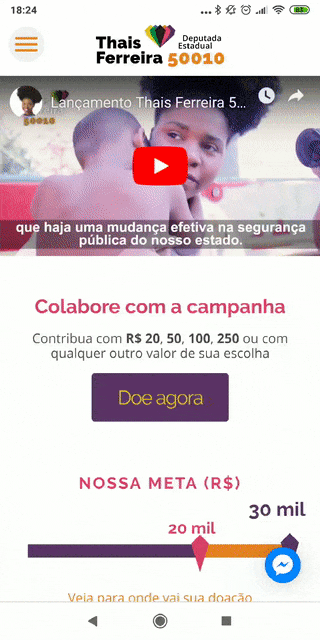 18:24
83
Thais
Ferreira 50010
Deputada
Estadual
Lançamento Thais Ferreira 5...
50010
que haja uma mudança efetiva na segurança
pública do nosso estado.
Colabore com a campanha
Contribua com R$ 20, 50, 100, 250 ou com
qualquer outro valor de sua escolha
Doe agora
NOSSA META (R$)
30 mil
20 mil
Veja para onde vai sua doação